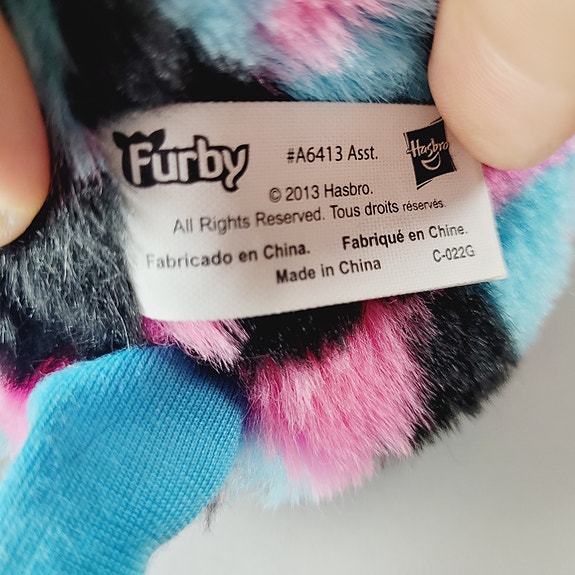 Furby #A6413 Asst. Hasbro
© 2013 Hasbro.
All Rights Reserved. Tous droits réservés.
Fabricado en China. Fabriqué en Chine.
Made in China C-022G